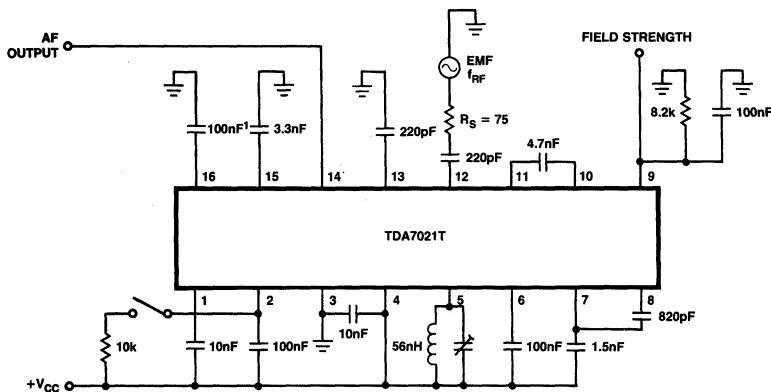 AF
OUTPUT
FIELD STRENGTH
EMF
fRF
RS = 75
100nF1
3.3nF
220pF
220pF
4.7nF
8.2k
100nF
16 15 14 13 12 11 10 9
TDA7021T
1 2 3 4 5 6 7 8
10k
10nF
100nF
10nF
56nH
100nF
1.5nF
820pF
+VCC